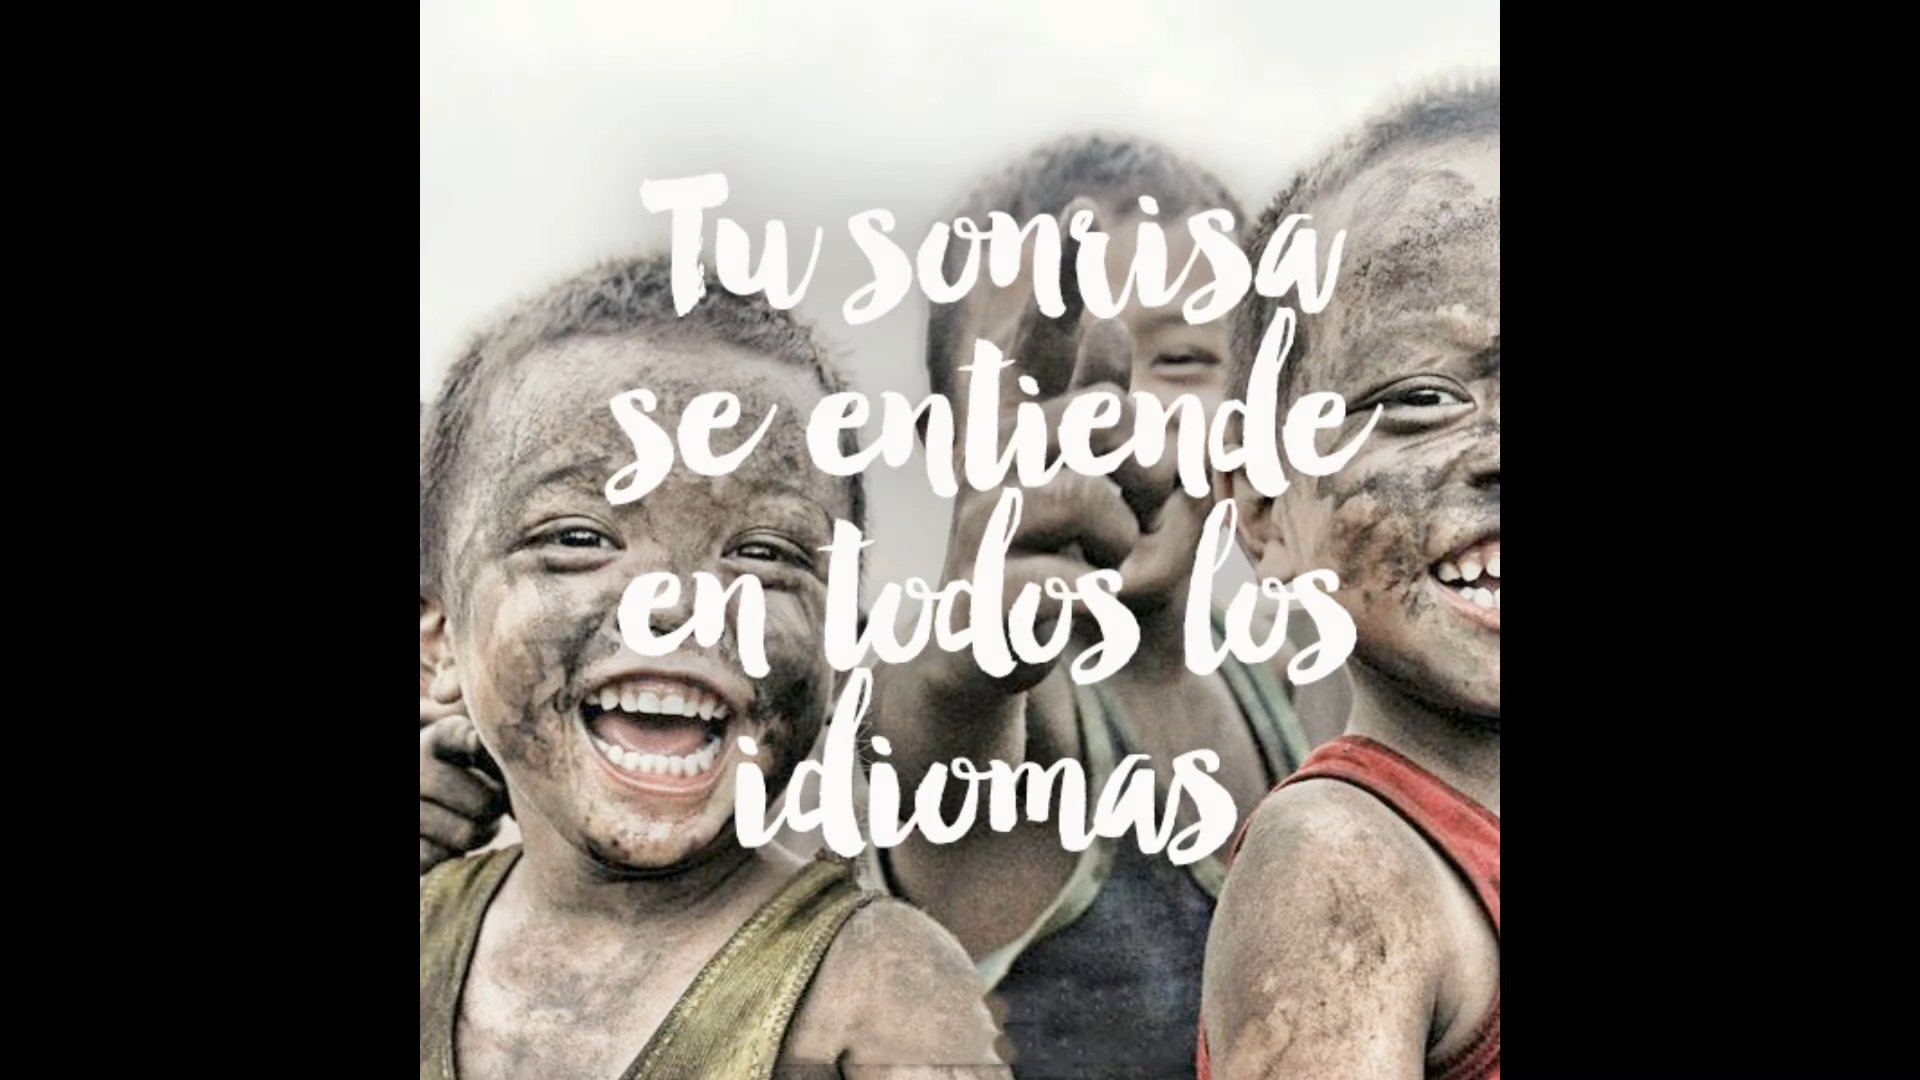 Tu sonrisa
se entiende
en todos los
idiomas